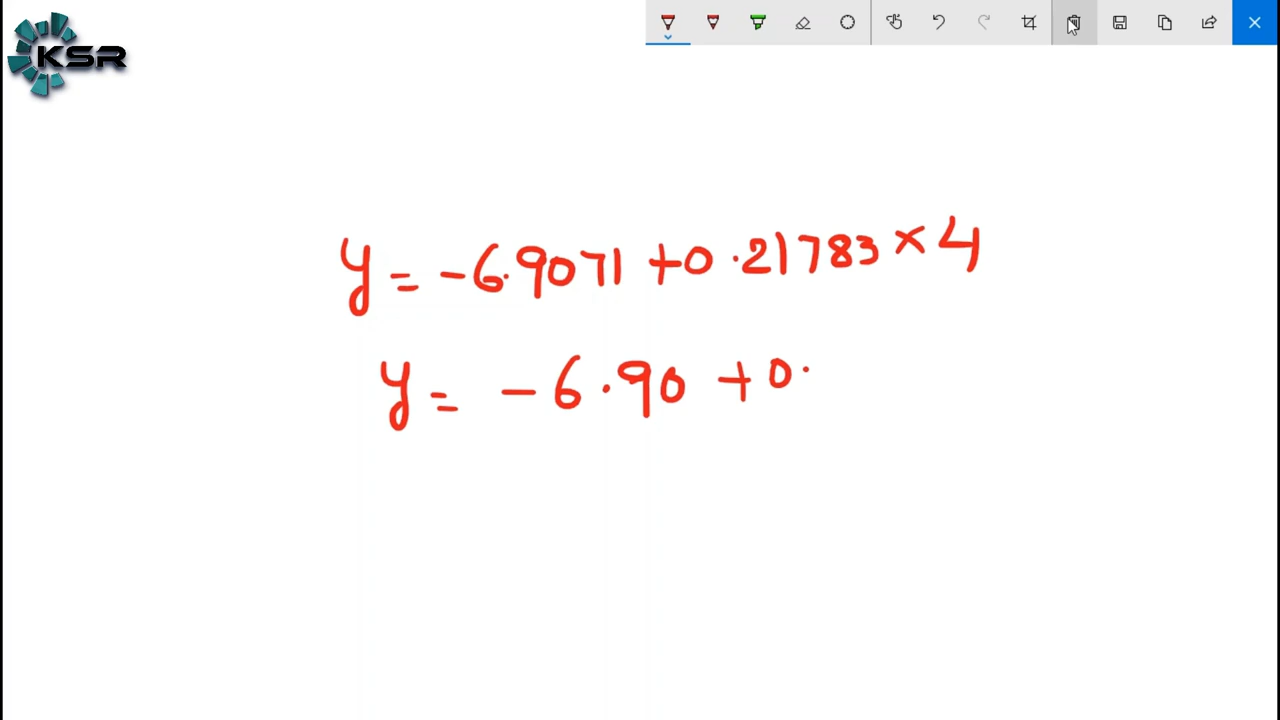 KSR
y = -6.9071 + 0.21783 × 4
y = -6.90 + 0.